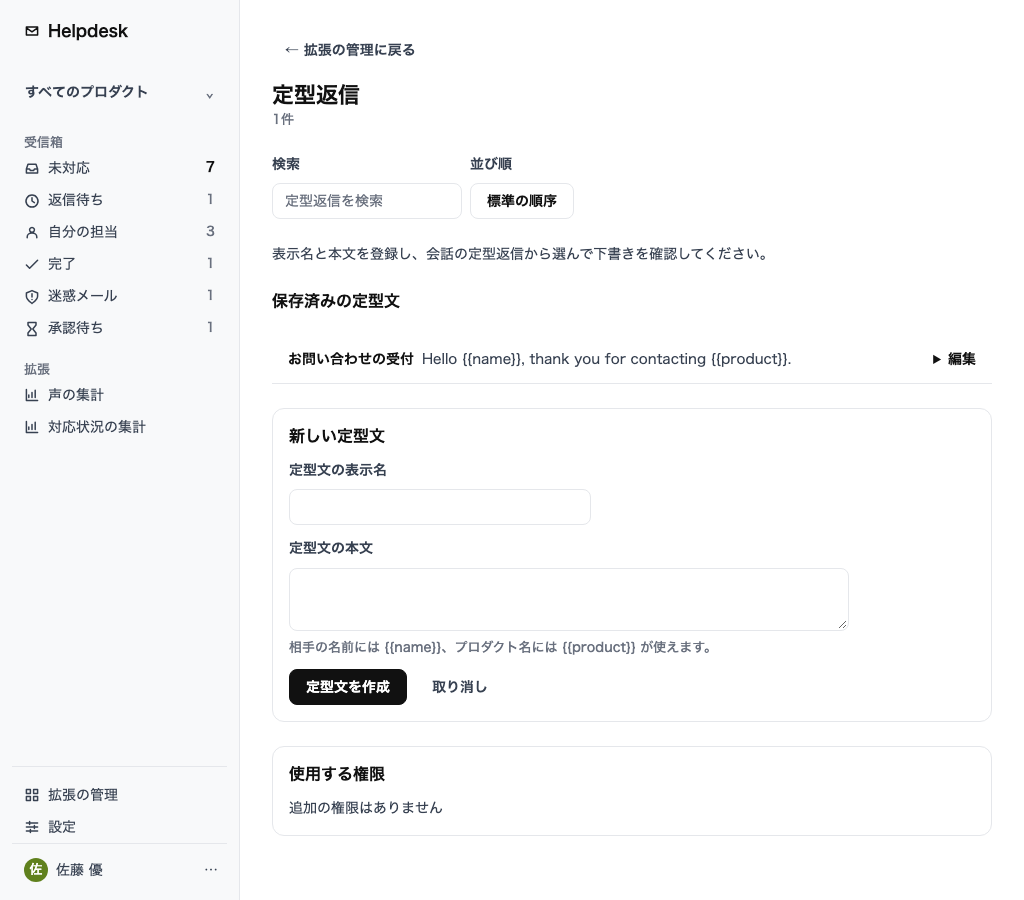 Helpdesk
すべてのプロダクト
受信箱
未対応 7
返信待ち 1
自分の担当 3
完了 1
迷惑メール 1
承認待ち 1
拡張
声の集計
対応状況の集計
拡張の管理
設定
佐 佐藤 優 …
← 拡張の管理に戻る
定型返信
1件
検索
並び順
定型返信を検索
標準の順序
表示名と本文を登録し、会話の定型返信から選んで下書きを確認してください。
保存済みの定型文
お問い合わせの受付 Hello {{name}}, thank you for contacting {{product}}.
▶ 編集
新しい定型文
定型文の表示名
定型文の本文
相手の名前には {{name}}、プロダクト名には {{product}} が使えます。
定型文を作成
取り消し
使用する権限
追加の権限はありません